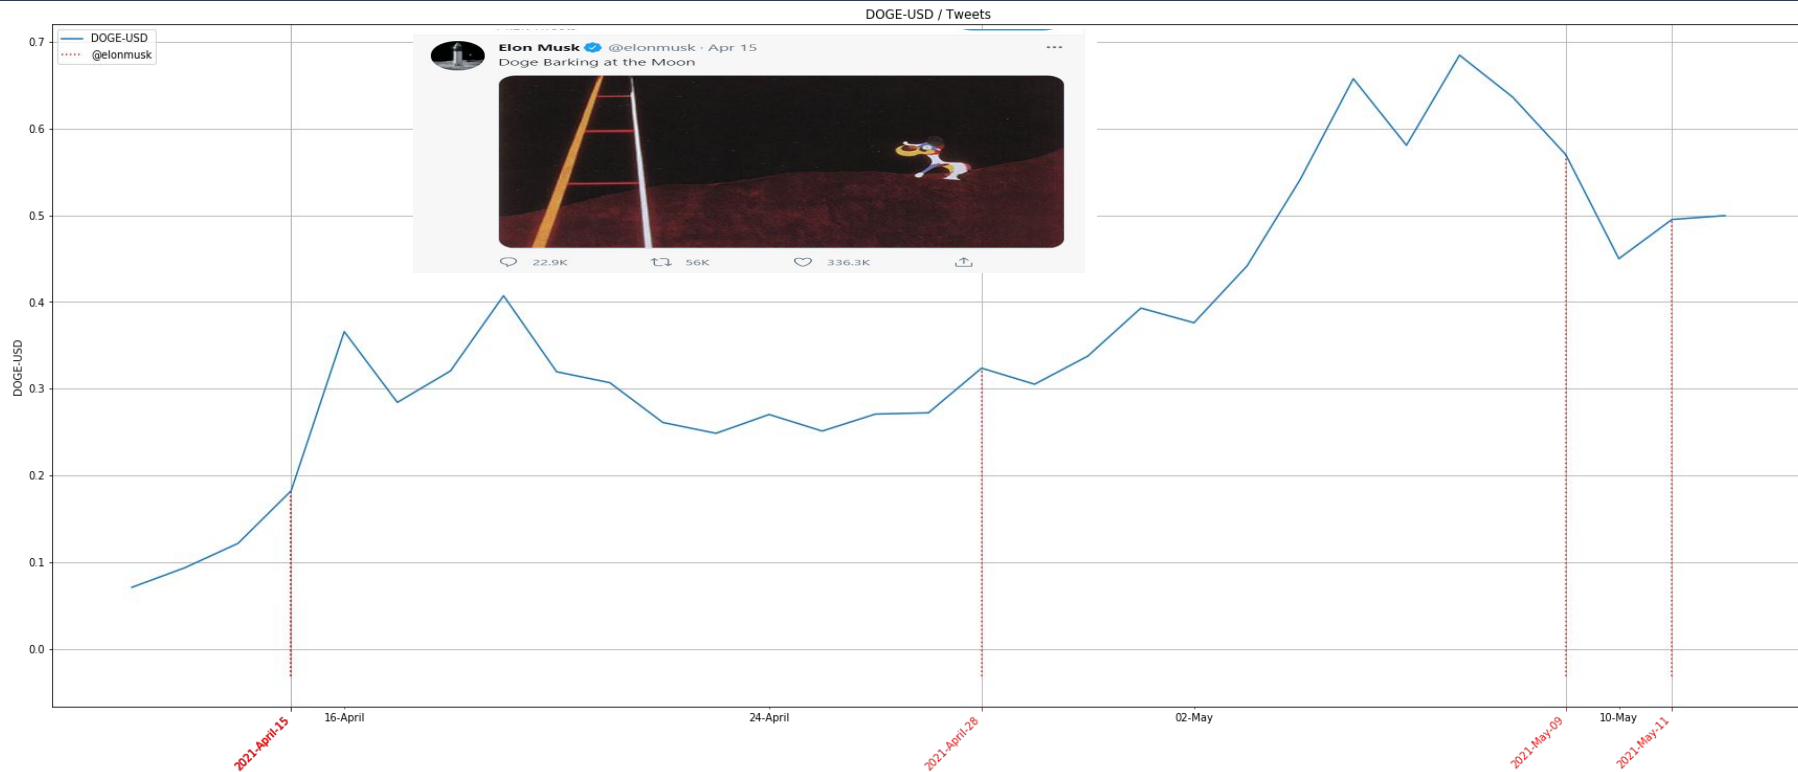 DOGE-USD / Tweets
DOGE-USD
@elonmusk
Elon Musk @elonmusk · Apr 15 ···
Doge Barking at the Moon
22.9K 56K 336.3K
DOGE-USD
0.7
0.6
0.5
0.4
0.3
0.2
0.1
0.0
16-April 24-April 02-May 10-May
2021-April-15 2021-April-28 2021-May-09 2021-May-11